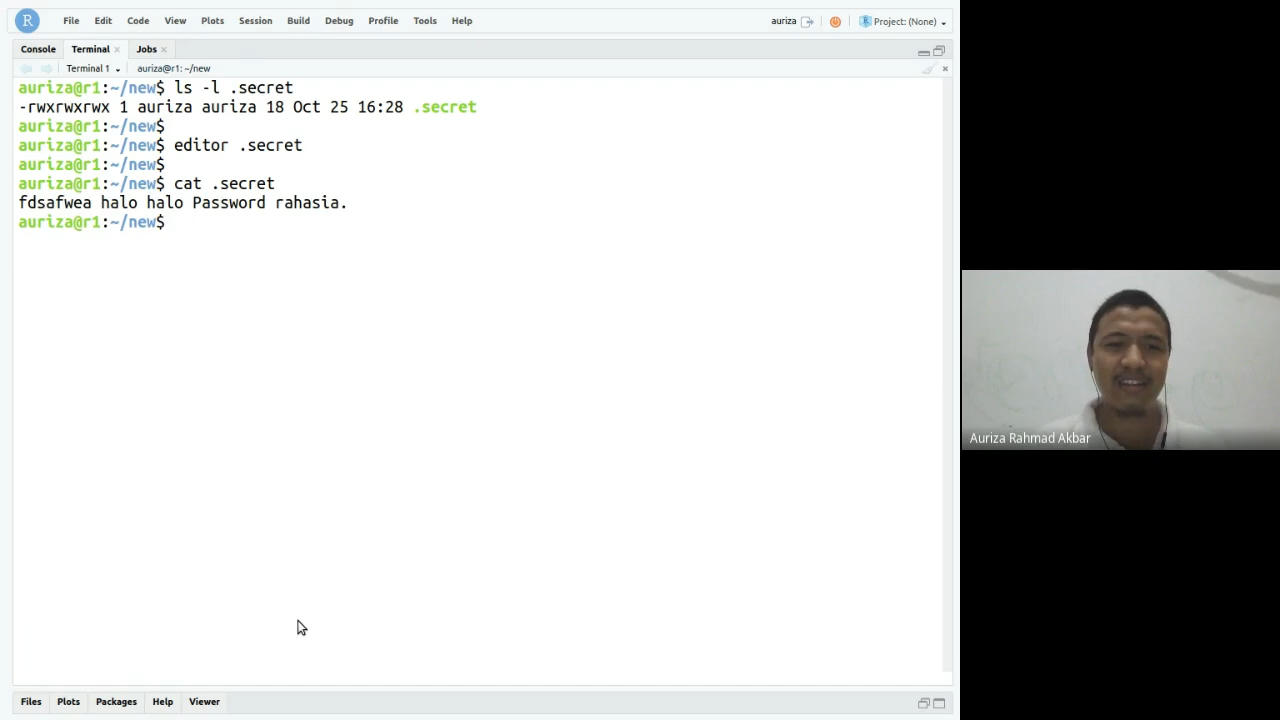 R File Edit Code View Plots Session Build Debug Profile Tools Help auriza R Project: (None)
Console Terminal Jobs
Terminal 1 auriza@r1: ~/new
auriza@r1:~/new$ ls -l .secret
-rwxrwxrwx 1 auriza auriza 18 Oct 25 16:28 .secret
auriza@r1:~/new$
auriza@r1:~/new$ editor .secret
auriza@r1:~/new$
auriza@r1:~/new$ cat .secret
fdsafwea halo halo Password rahasia.
auriza@r1:~/new$
Auriza Rahmad Akbar
Files Plots Packages Help Viewer